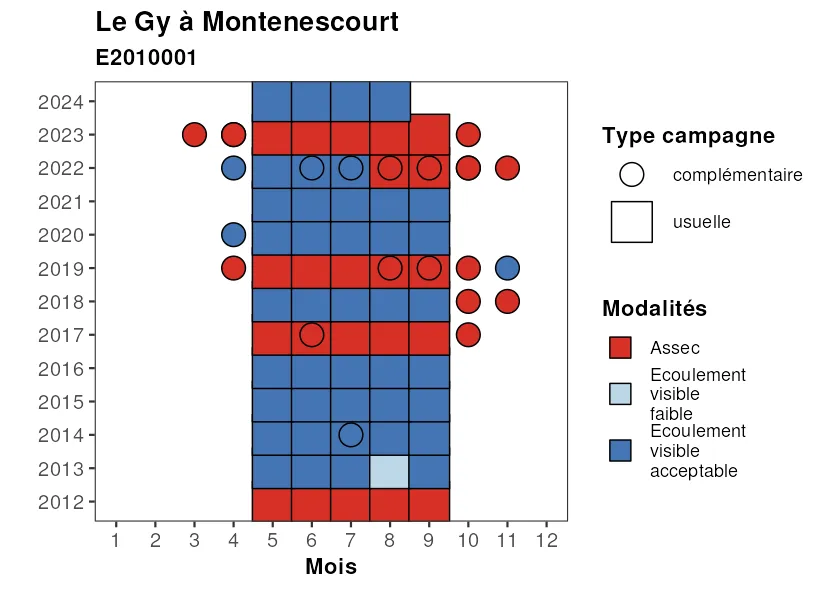 Le Gy à Montenescourt
E2010001
2024
2023
2022
2021
2020
2019
2018
2017
2016
2015
2014
2013
2012
1 2 3 4 5 6 7 8 9 10 11 12
Mois
Type campagne
complémentaire
usuelle
Modalités
Assec
Ecoulement
visible
faible
Ecoulement
visible
acceptable